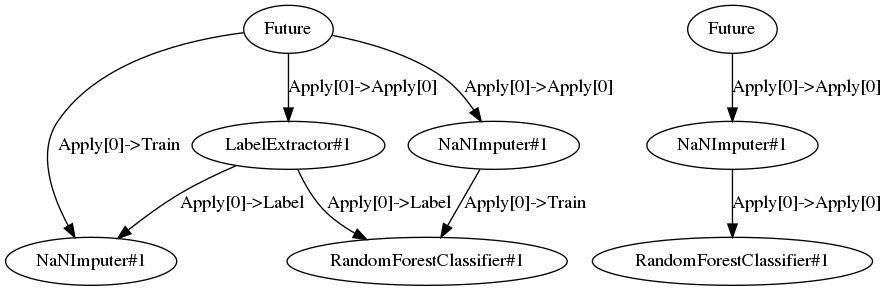 Future
Future
Apply[0]->Apply[0]
Apply[0]->Apply[0]
Apply[0]->Apply[0]
Apply[0]->Train
LabelExtractor#1
NaNImputer#1
NaNImputer#1
Apply[0]->Label
Apply[0]->Label
Apply[0]->Train
Apply[0]->Apply[0]
NaNImputer#1
RandomForestClassifier#1
RandomForestClassifier#1